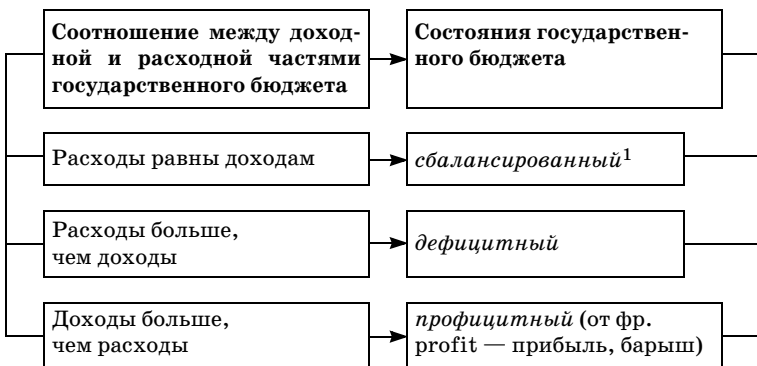 Соотношение между доход-
ной и расходной частями
государственного бюджета
Состояния государствен-
ного бюджета
Расходы равны доходам
сбалансированный1
Расходы больше,
чем доходы
дефицитный
Доходы больше,
чем расходы
профицитный (от фр.
profit — прибыль, барыш)